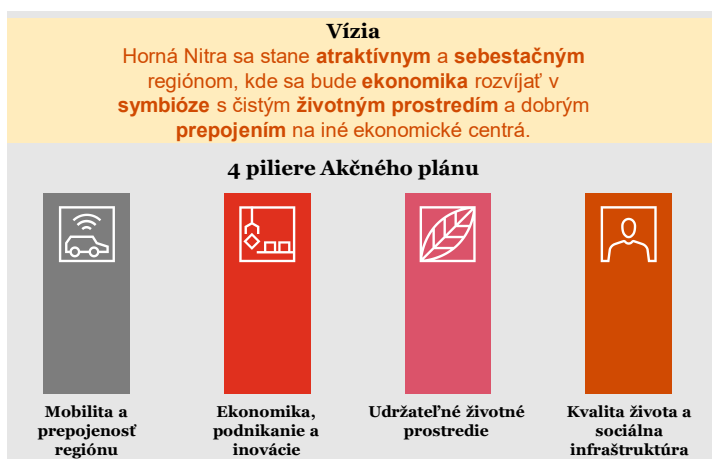 Vízia
Horná Nitra sa stane atraktívnym a sebestačným
regiónom, kde sa bude ekonomika rozvíjať v
symbióze s čistým životným prostredím a dobrým
prepojením na iné ekonomické centrá.
4 piliere Akčného plánu
Mobilita a
prepojenosť
regiónu
Ekonomika,
podnikanie a
inovácie
Udržateľné životné
prostredie
Kvalita života a
sociálna
infraštruktúra